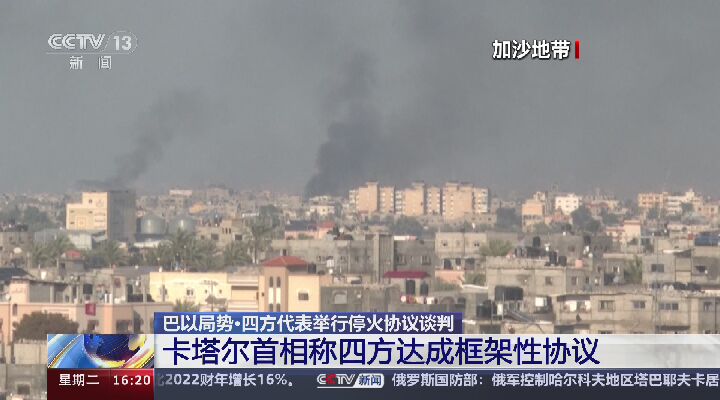 CCTV 13
新闻
加沙地带
巴以局势·四方代表举行停火协议谈判
卡塔尔首相称四方达成框架性协议
星期二 16:20 比2022财年增长16%。 CCTV 新闻 俄罗斯国防部：俄军控制哈尔科夫地区塔巴耶夫卡居